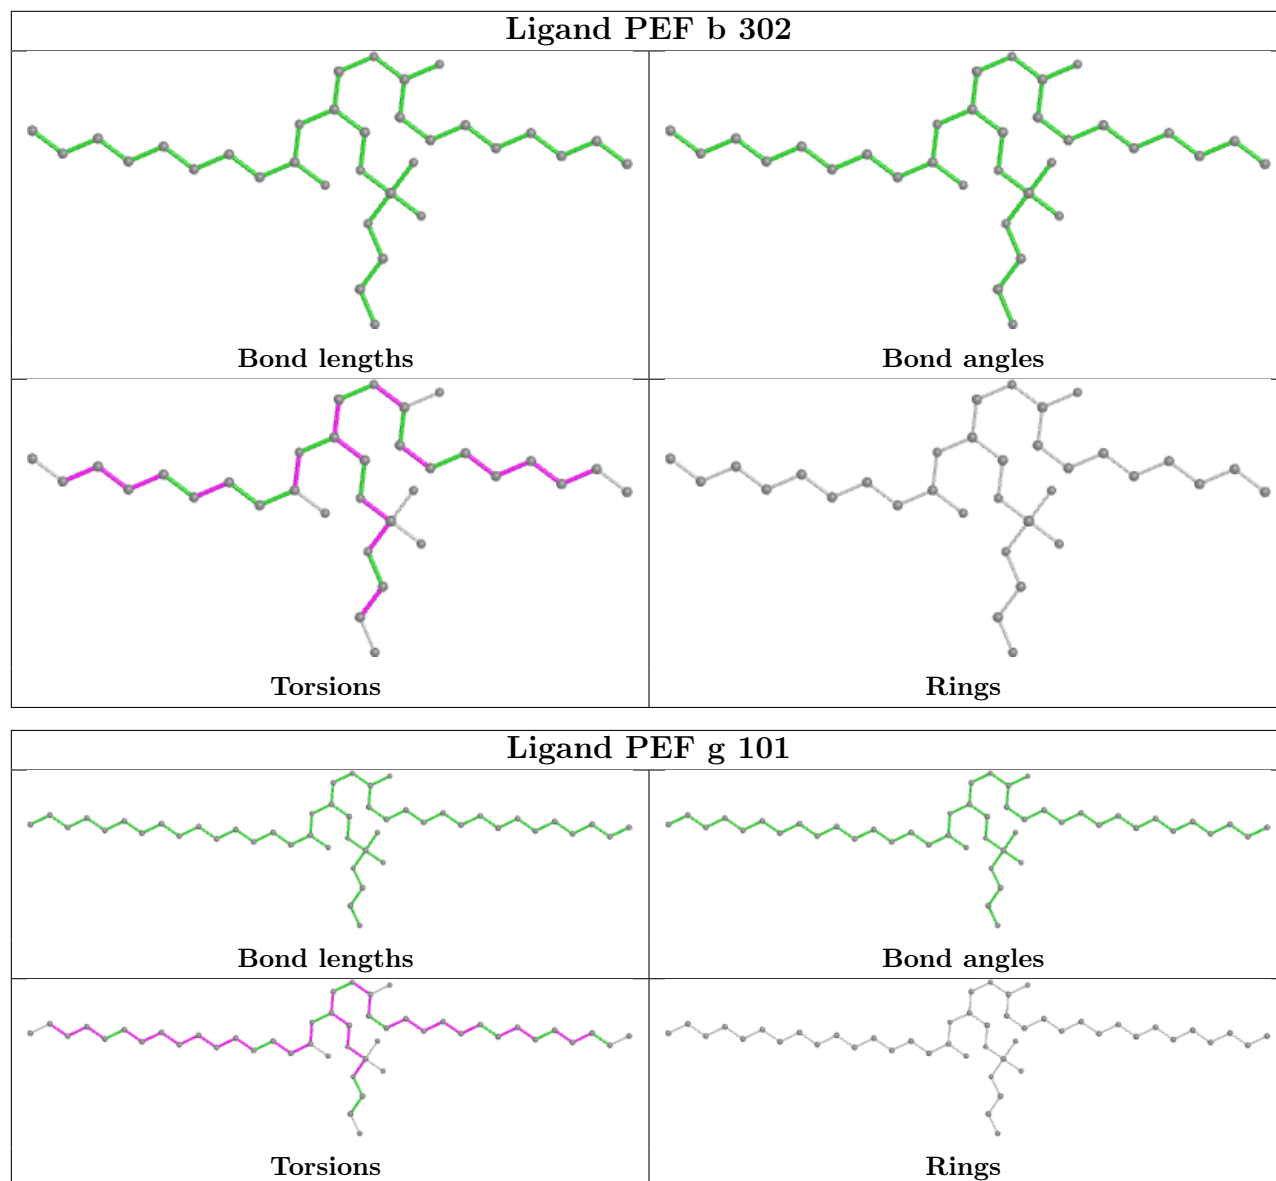 Ligand PEF b 302
Bond lengths
Bond angles
Torsions
Rings
Ligand PEF g 101
Bond lengths
Bond angles
Torsions
Rings